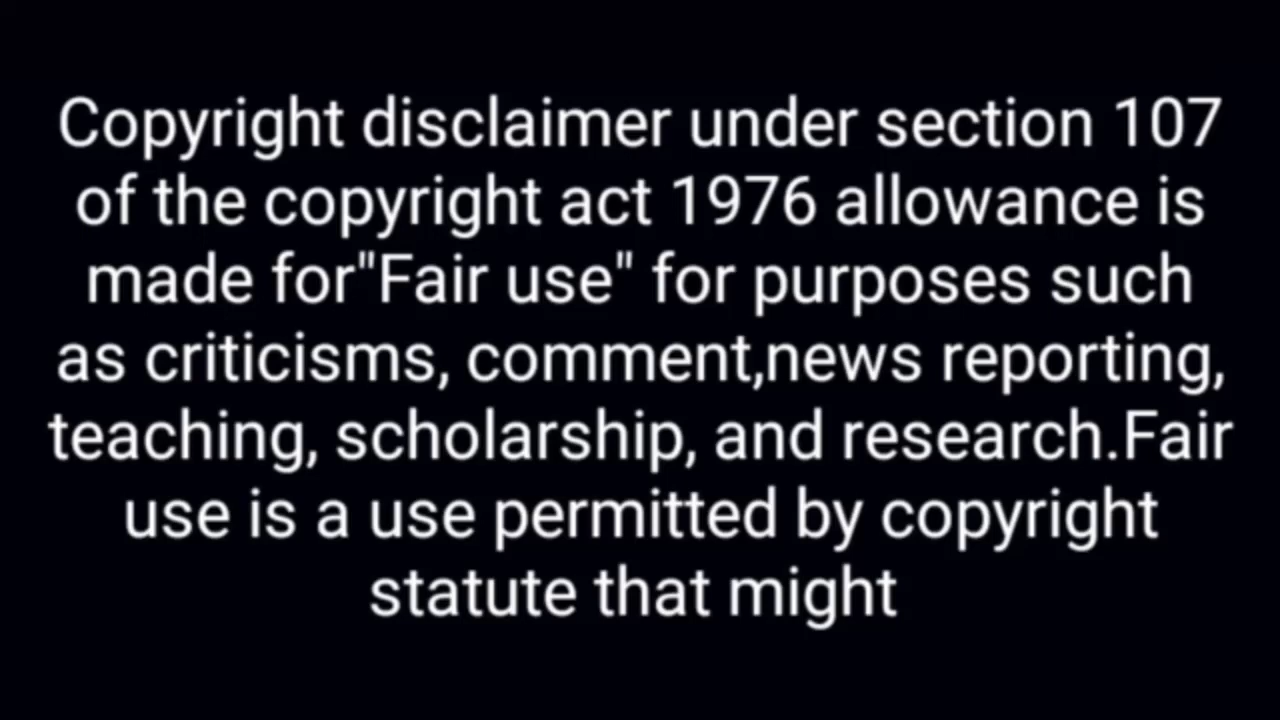 Copyright disclaimer under section 107
of the copyright act 1976 allowance is
made for"Fair use" for purposes such
as criticisms, comment,news reporting,
teaching, scholarship, and research.Fair
use is a use permitted by copyright
statute that might